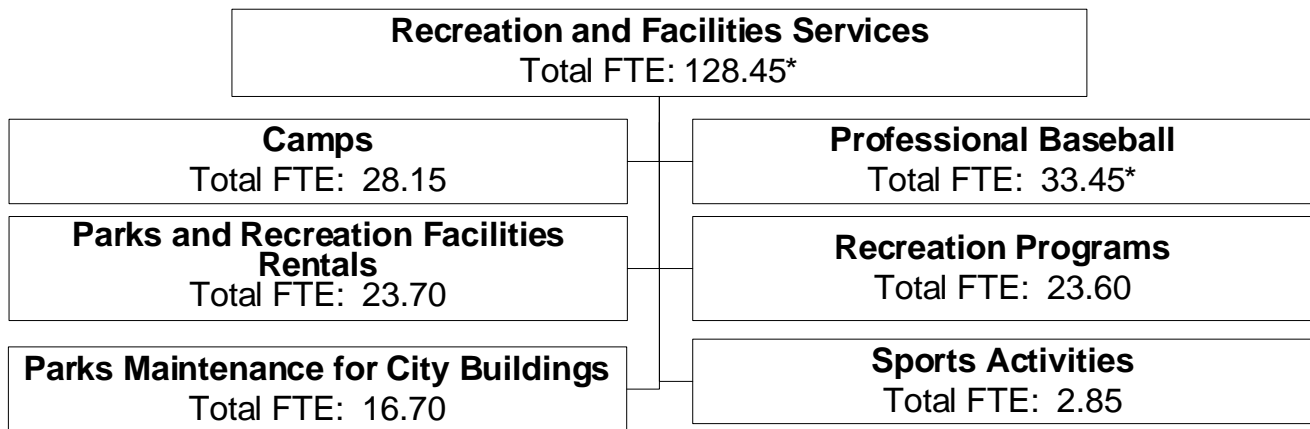 Recreation and Facilities Services
Total FTE: 128.45*
Camps
Total FTE: 28.15
Professional Baseball
Total FTE: 33.45*
Parks and Recreation Facilities
Rentals
Total FTE: 23.70
Recreation Programs
Total FTE: 23.60
Parks Maintenance for City Buildings
Total FTE: 16.70
Sports Activities
Total FTE: 2.85